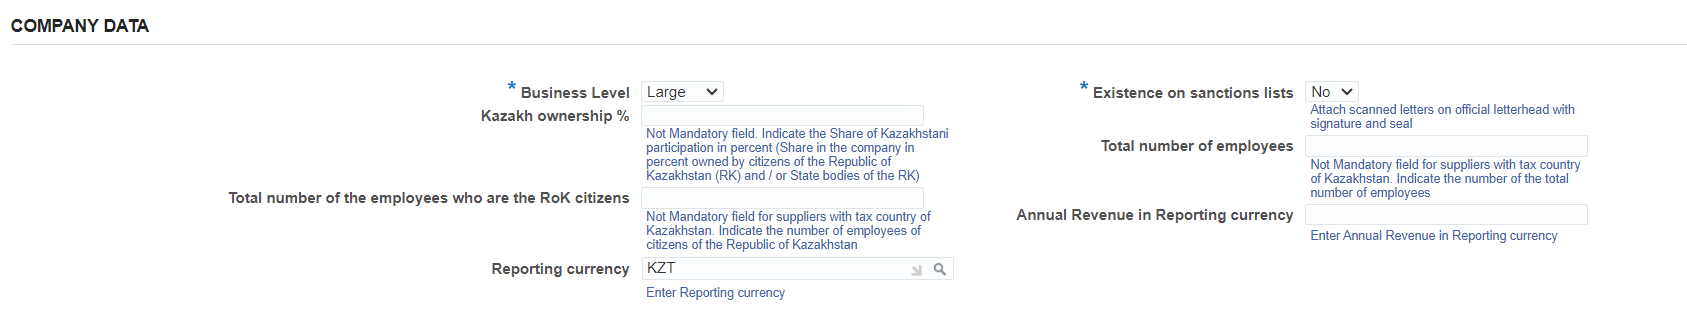 COMPANY DATA
* Business Level Large
Kazakh ownership %
Not Mandatory field. Indicate the Share of Kazakhstani
participation in percent (Share in the company in
percent owned by citizens of the Republic of
Kazakhstan (RK) and / or State bodies of the RK)
Total number of the employees who are the RoK citizens
Not Mandatory field for suppliers with tax country of
Kazakhstan. Indicate the number of employees of
citizens of the Republic of Kazakhstan
Reporting currency KZT
Enter Reporting currency
* Existence on sanctions lists No
Attach scanned letters on official letterhead with
signature and seal
Total number of employees
Not Mandatory field for suppliers with tax country
of Kazakhstan. Indicate the number of the total
number of employees
Annual Revenue in Reporting currency
Enter Annual Revenue in Reporting currency